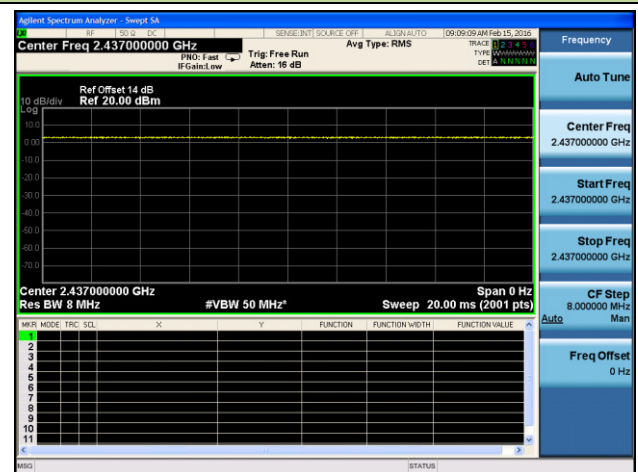 Agilent Spectrum Analyzer - Swept SA
RF 50 Ω DC SENSE:INT SOURCE OFF ALIGN AUTO 09:09:09 AM Feb 15, 2016
Center Freq 2.437000000 GHz
PNO: Fast
IFGain:Low
Trig: Free Run
Atten: 16 dB
Avg Type: RMS
TRACE 1 2 3 4 5 6
TYPE
DET A N N N N N
Ref Offset 14 dB
10 dB/div Ref 20.00 dBm
Log
10.0
0.00
-10.0
-20.0
-30.0
-40.0
-50.0
-60.0
-70.0
Center 2.437000000 GHz Span 0 Hz
Res BW 8 MHz #VBW 50 MHz* Sweep 20.00 ms (2001 pts)
MKR MODE TRC SCL X Y FUNCTION FUNCTION WIDTH FUNCTION VALUE
1
2
3
4
5
6
7
8
9
10
11
MSG STATUS
Frequency
Auto Tune
Center Freq
2.437000000 GHz
Start Freq
2.437000000 GHz
Stop Freq
2.437000000 GHz
CF Step
8.000000 MHz
Auto Man
Freq Offset
0 Hz